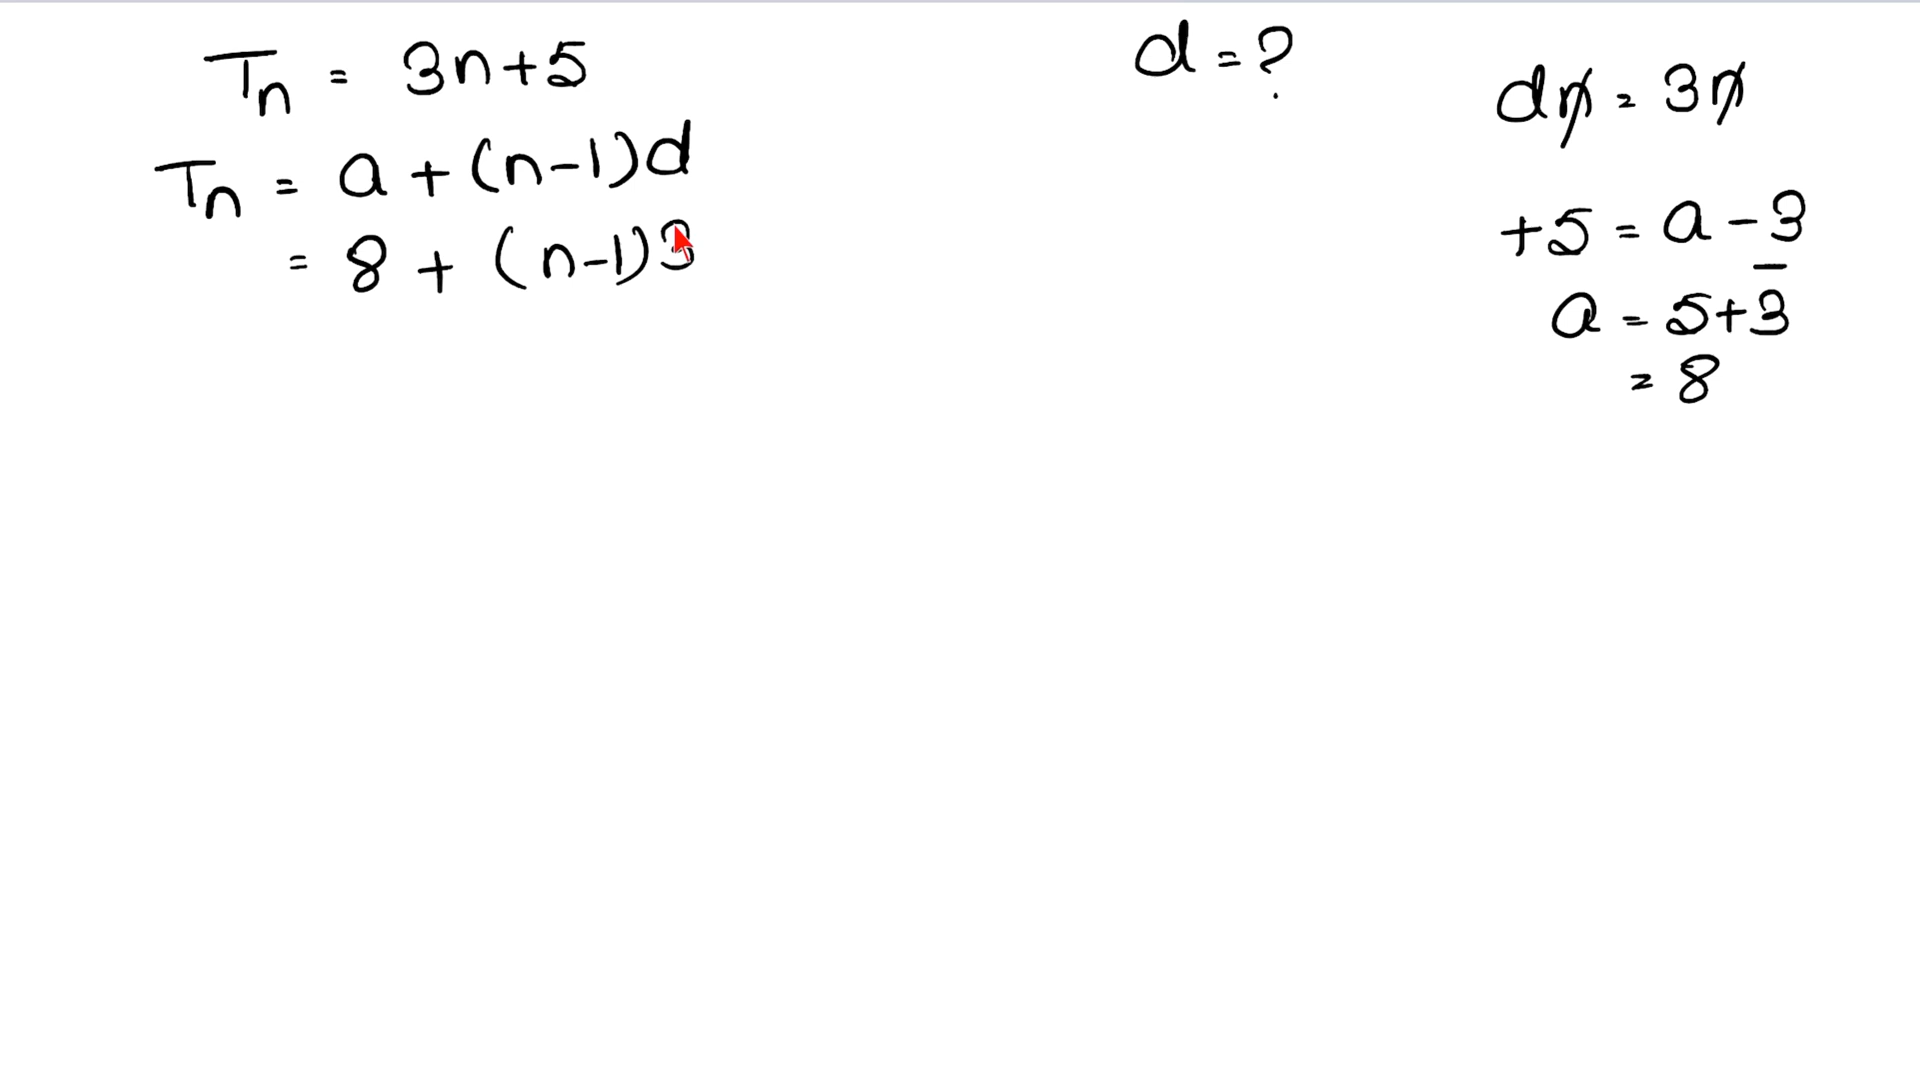 Tn = 3n+5
Tn = a + (n-1)d
= 8 + (n-1)3
d = ?
dn = 3n
+5 = a - 3
a = 5+3
= 8